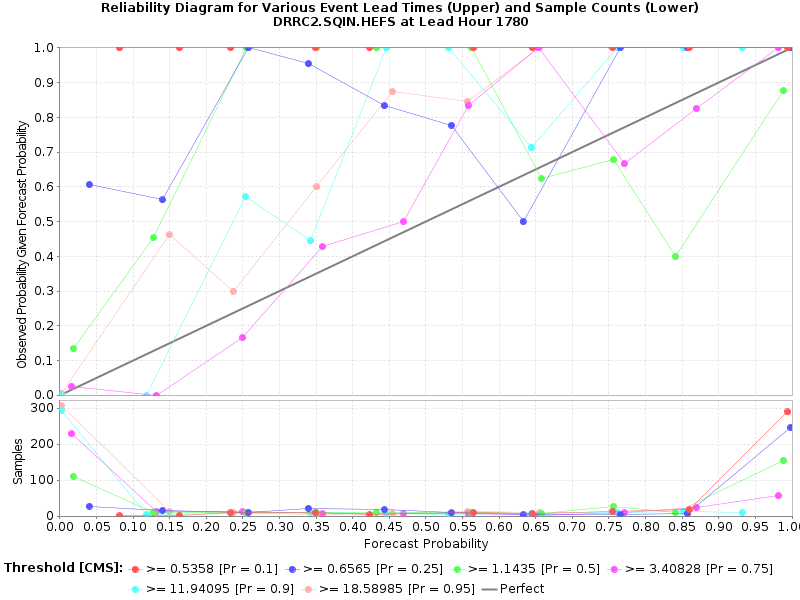 Reliability Diagram for Various Event Lead Times (Upper) and Sample Counts (Lower)
DRRC2.SQIN.HEFS at Lead Hour 1780
Observed Probability Given Forecast Probability
1.0
0.9
0.8
0.7
0.6
0.5
0.4
0.3
0.2
0.1
0.0
Samples
300
200
100
0
0.00 0.05 0.10 0.15 0.20 0.25 0.30 0.35 0.40 0.45 0.50 0.55 0.60 0.65 0.70 0.75 0.80 0.85 0.90 0.95 1.0
Forecast Probability
Threshold [CMS]: >= 0.5358 [Pr = 0.1] >= 0.6565 [Pr = 0.25] >= 1.1435 [Pr = 0.5] >= 3.40828 [Pr = 0.75]
>= 11.94095 [Pr = 0.9] >= 18.58985 [Pr = 0.95] Perfect